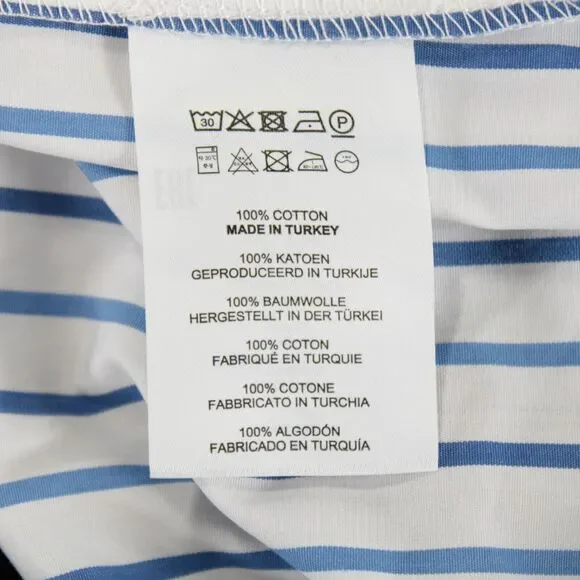 30
P
100% COTTON
MADE IN TURKEY
100% KATOEN
GEPRODUCEERD IN TURKIJE
100% BAUMWOLLE
HERGESTELLT IN DER TÜRKEI
100% COTON
FABRIQUÉ EN TURQUIE
100% COTONE
FABBRICATO IN TURCHIA
100% ALGODÓN
FABRICADO EN TURQUÍA